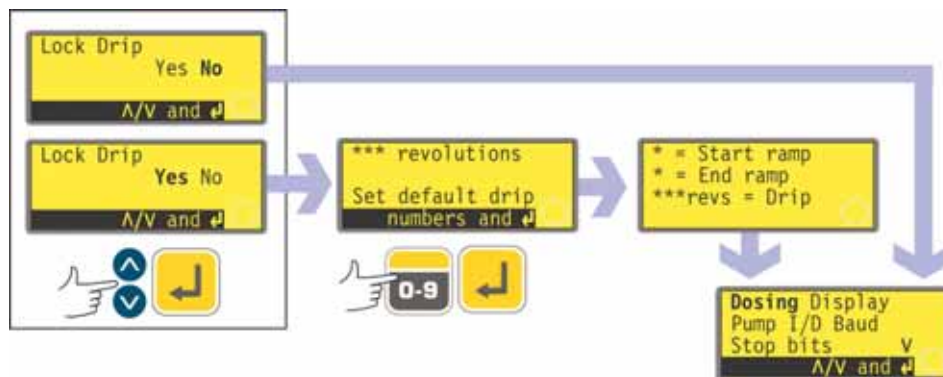 Lock Drip
Yes No
ʌ/v and ↲
Lock Drip
Yes No
ʌ/v and ↲
*** revolutions
Set default drip
numbers and ↲
0-9
* = Start ramp
* = End ramp
***revs = Drip
Dosing Display
Pump I/D Baud
Stop bits v
ʌ/v and ↲